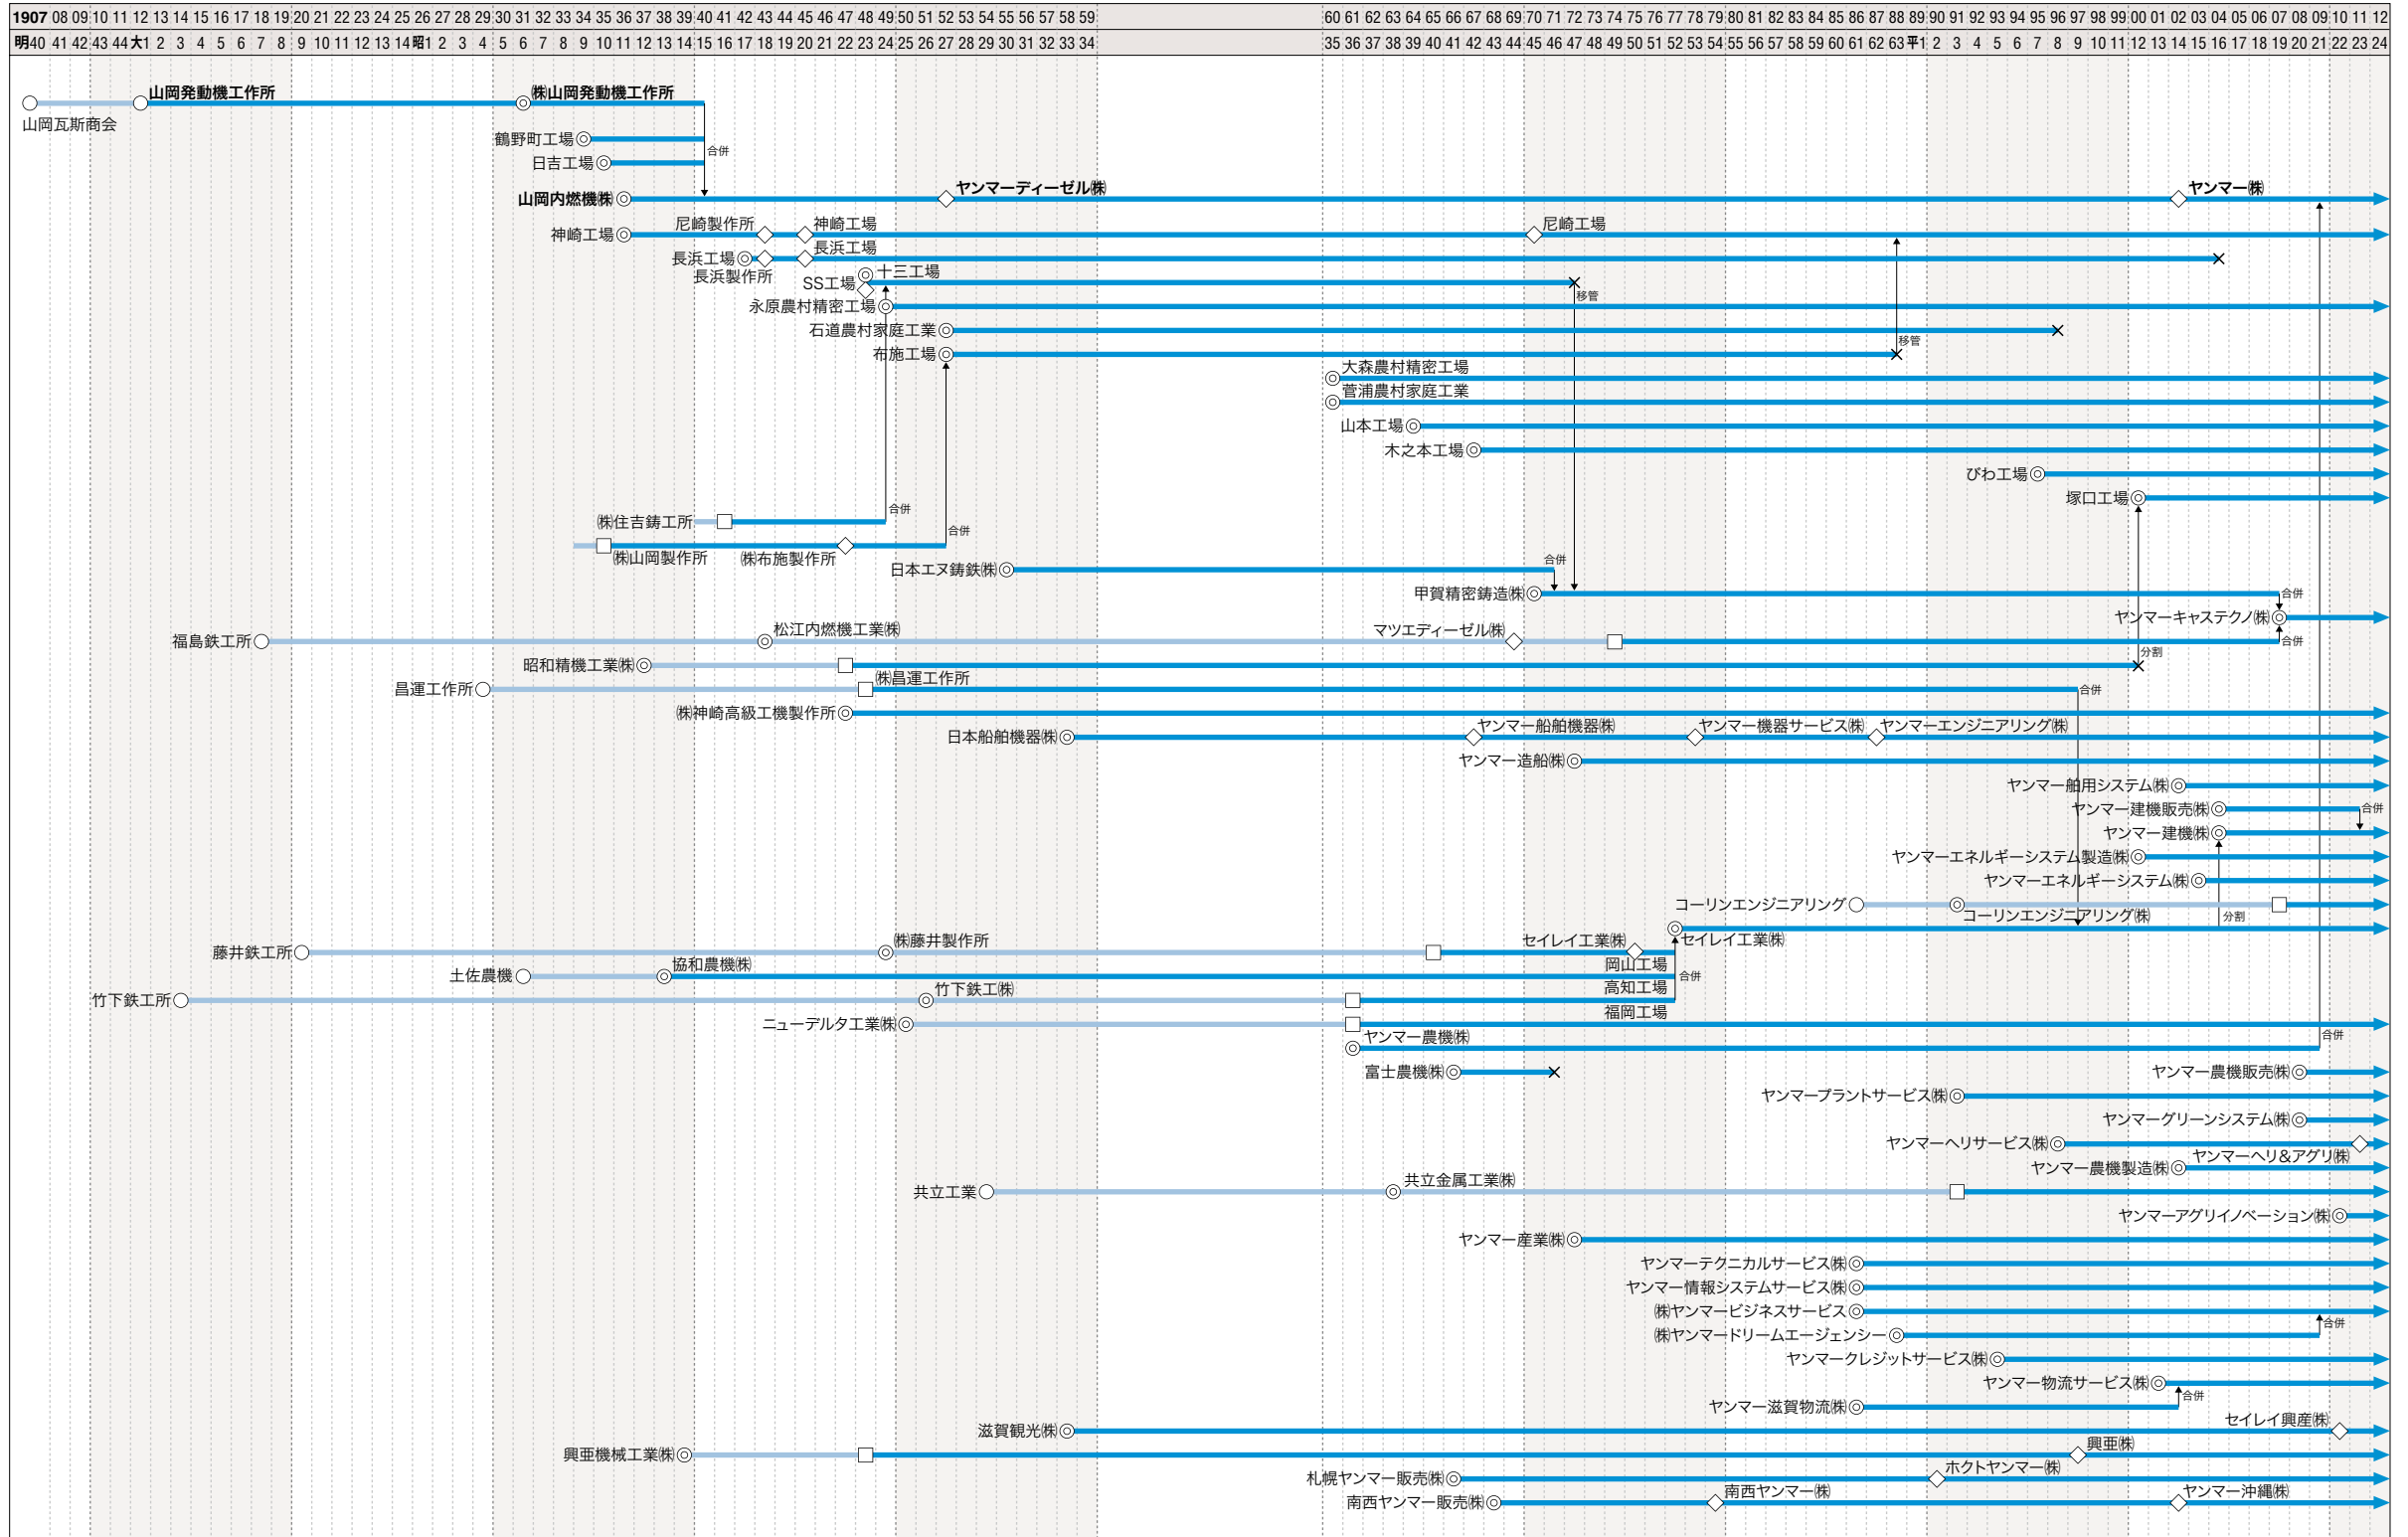 1907 08 09 10 11 12 13 14 15 16 17 18 19 20 21 22 23 24 25 26 27 28 29 30 31 32 33 34 35 36 37 38 39 40 41 42 43 44 45 46 47 48 49 50 51 52 53 54 55 56 57 58 59 60 61 62 63 64 65 66 67 68 69 70 71 72 73 74 75 76 77 78 79 80 81 82 83 84 85 86 87 88 89 90 91 92 93 94 95 96 97 98 99 00 01 02 03 04 05 06 07 08 09 10 11 12
明40 41 42 43 44 大1 2 3 4 5 6 7 8 9 10 11 12 13 14 昭1 2 3 4 5 6 7 8 9 10 11 12 13 14 15 16 17 18 19 20 21 22 23 24 25 26 27 28 29 30 31 32 33 34 35 36 37 38 39 40 41 42 43 44 45 46 47 48 49 50 51 52 53 54 55 56 57 58 59 60 61 62 63 平1 2 3 4 5 6 7 8 9 10 11 12 13 14 15 16 17 18 19 20 21 22 23 24
山岡発動機工作所 ㈱山岡発動機工作所
山岡瓦斯商会
鶴野町工場
合併
日吉工場
山岡内燃機㈱ ヤンマーディーゼル㈱ ヤンマー㈱
神崎工場 尼崎製作所 神崎工場 尼崎工場
長浜工場 長浜工場
長浜製作所
SS工場 十三工場
移管
永原農村精密工場
石道農村家庭工業
移管
布施工場
大森農村精密工場
菅浦農村家庭工業
山本工場
木之本工場
びわ工場
塚口工場
合併
㈱住吉鋳工所
合併
㈱山岡製作所 ㈱布施製作所
日本エヌ鋳鉄㈱ 合併
甲賀精密鋳造㈱ 合併
ヤンマーキャステクノ㈱
福島鉄工所 松江内燃機工業㈱ マツエディーゼル㈱ 合併
昭和精機工業㈱ 分割
昌運工作所 ㈱昌運工作所 合併
㈱神崎高級工機製作所
日本船舶機器㈱ ヤンマー船舶機器㈱ ヤンマー機器サービス㈱ ヤンマーエンジニアリング㈱
ヤンマー造船㈱
ヤンマー舶用システム㈱
ヤンマー建機販売㈱ 合併
ヤンマー建機㈱
ヤンマーエネルギーシステム製造㈱
ヤンマーエネルギーシステム㈱
コーリンエンジニアリング コーリンエンジニアリング㈱
分割
セイレイ工業㈱
藤井鉄工所 ㈱藤井製作所 セイレイ工業㈱
岡山工場
土佐農機 協和農機㈱ 合併
高知工場
竹下鉄工所 竹下鉄工㈱
福岡工場
ニューデルタ工業㈱
ヤンマー農機㈱ 合併
富士農機㈱ ヤンマー農機販売㈱
ヤンマープラントサービス㈱
ヤンマーグリーンシステム㈱
ヤンマーヘリサービス㈱
ヤンマーヘリ&アグリ㈱
ヤンマー農機製造㈱
共立工業 共立金属工業㈱
ヤンマーアグリイノベーション㈱
ヤンマー産業㈱
ヤンマーテクニカルサービス㈱
ヤンマー情報システムサービス㈱
㈱ヤンマービジネスサービス
合併
㈱ヤンマードリームエージェンシー
ヤンマークレジットサービス㈱
ヤンマー物流サービス㈱
合併
ヤンマー滋賀物流㈱
滋賀観光㈱ セイレイ興産㈱
興亜機械工業㈱ 興亜㈱
札幌ヤンマー販売㈱ ホクトヤンマー㈱
南西ヤンマー販売㈱ 南西ヤンマー㈱ ヤンマー沖縄㈱